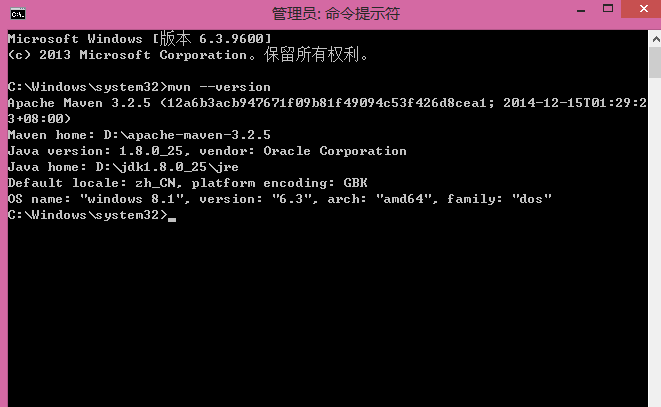 管理员: 命令提示符
Microsoft Windows [版本 6.3.9600]
(c) 2013 Microsoft Corporation。保留所有权利。
C:\Windows\system32>mvn --version
Apache Maven 3.2.5 (12a6b3acb947671f09b81f49094c53f426d8cea1; 2014-12-15T01:29:2
3+08:00)
Maven home: D:\apache-maven-3.2.5
Java version: 1.8.0_25, vendor: Oracle Corporation
Java home: D:\jdk1.8.0_25\jre
Default locale: zh_CN, platform encoding: GBK
OS name: "windows 8.1", version: "6.3", arch: "amd64", family: "dos"
C:\Windows\system32>